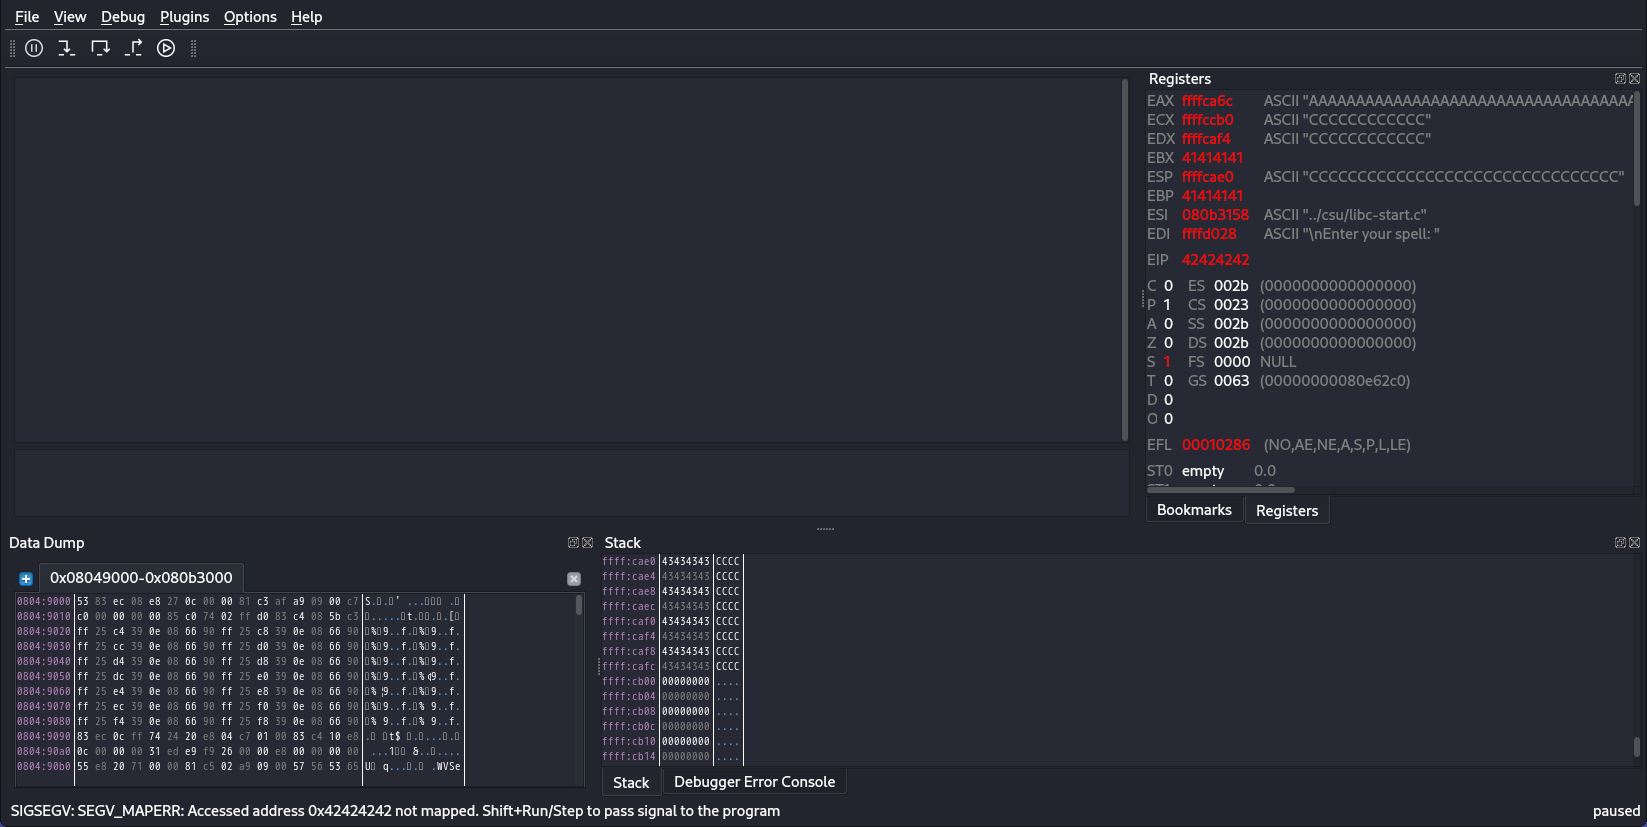 File View Debug Plugins Options Help
Registers
EAX ffffca6c ASCII "AAAAAAAAAAAAAAAAAAAAAAAAAAAAAAAAAA
ECX ffffccb0 ASCII "CCCCCCCCCCCC"
EDX ffffcaf4 ASCII "CCCCCCCCCCCC"
EBX 41414141
ESP ffffcae0 ASCII "CCCCCCCCCCCCCCCCCCCCCCCCCCCCCCCC"
EBP 41414141
ESI 080b3158 ASCII "../csu/libc-start.c"
EDI ffffd028 ASCII "\nEnter your spell: "
EIP 42424242
C 0 ES 002b (0000000000000000)
P 1 CS 0023 (0000000000000000)
A 0 SS 002b (0000000000000000)
Z 0 DS 002b (0000000000000000)
S 1 FS 0000 NULL
T 0 GS 0063 (00000000080e62c0)
D 0
O 0
EFL 00010286 (NO,AE,NE,A,S,P,L,LE)
ST0 empty 0.0
Bookmarks Registers
Data Dump
0x08049000-0x080b3000
0804:9000 53 83 ec 08 e8 27 0c 00 00 81 c3 af a9 09 00 c7
0804:9010 c0 00 00 00 00 85 c0 74 02 ff d0 83 c4 08 5b c3
0804:9020 ff 25 c4 39 0e 08 66 90 ff 25 c8 39 0e 08 66 90
0804:9030 ff 25 cc 39 0e 08 66 90 ff 25 d0 39 0e 08 66 90
0804:9040 ff 25 d4 39 0e 08 66 90 ff 25 d8 39 0e 08 66 90
0804:9050 ff 25 dc 39 0e 08 66 90 ff 25 e0 39 0e 08 66 90
0804:9060 ff 25 e4 39 0e 08 66 90 ff 25 e8 39 0e 08 66 90
0804:9070 ff 25 ec 39 0e 08 66 90 ff 25 f0 39 0e 08 66 90
0804:9080 ff 25 f4 39 0e 08 66 90 ff 25 f8 39 0e 08 66 90
0804:9090 83 ec 0c ff 74 24 20 e8 04 c7 01 00 83 c4 10 e8
0804:90a0 0c 00 00 00 31 ed e9 f9 26 00 00 e8 00 00 00 00
0804:90b0 55 e8 20 71 00 00 81 c5 02 a9 09 00 57 56 53 65
Stack
ffff:cae0 43434343 CCCC
ffff:cae4 43434343 CCCC
ffff:cae8 43434343 CCCC
ffff:caec 43434343 CCCC
ffff:caf0 43434343 CCCC
ffff:caf4 43434343 CCCC
ffff:caf8 43434343 CCCC
ffff:cafc 43434343 CCCC
ffff:cb00 00000000 ....
ffff:cb04 00000000 ....
ffff:cb08 00000000 ....
ffff:cb0c 00000000 ....
ffff:cb10 00000000 ....
ffff:cb14 00000000 ....
Stack Debugger Error Console
SIGSEGV: SEGV_MAPERR: Accessed address 0x42424242 not mapped. Shift+Run/Step to pass signal to the program
paused